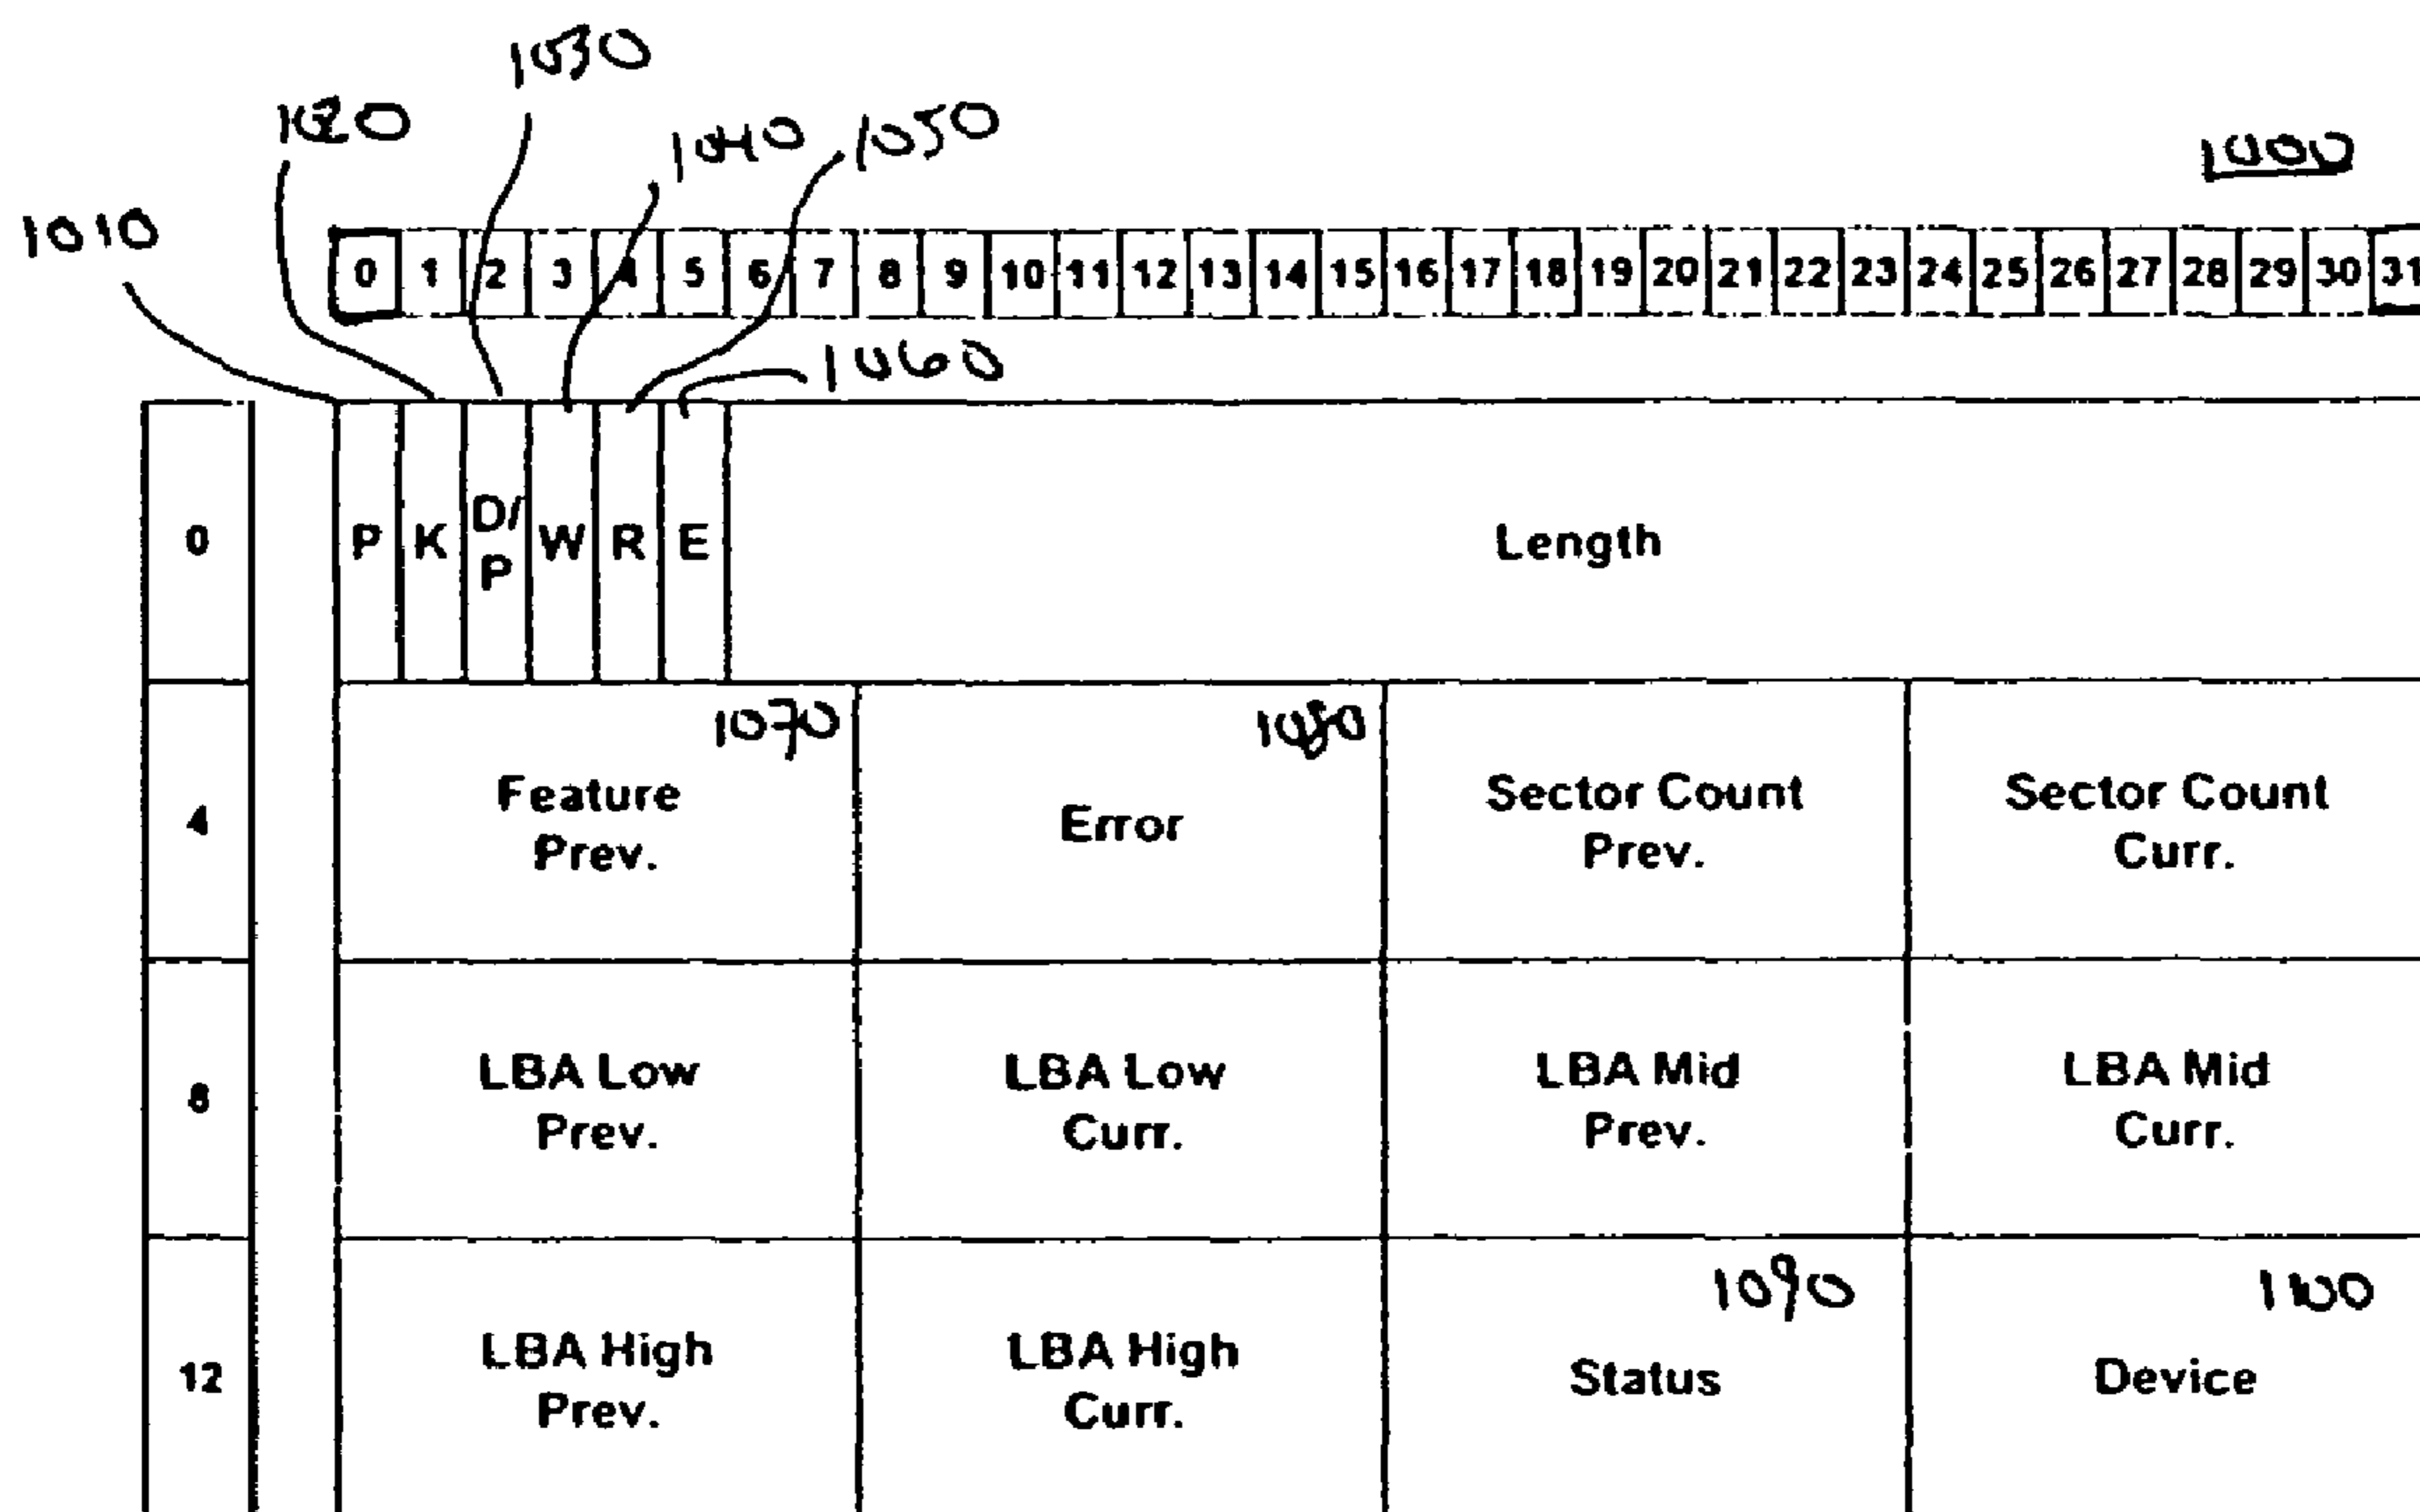 1030
1020 1040 1050
1000
1010
0 1 2 3 4 5 6 7 8 9 10 11 12 13 14 15 16 17 18 19 20 21 22 23 24 25 26 27 28 29 30 31
1060
0 P K D/P W R E Length
1070 1080
4 Feature Prev. Error Sector Count Prev. Sector Count Curr.
8 LBA Low Prev. LBA Low Curr. LBA Mid Prev. LBA Mid Curr.
1090 1100
12 LBA High Prev. LBA High Curr. Status Device